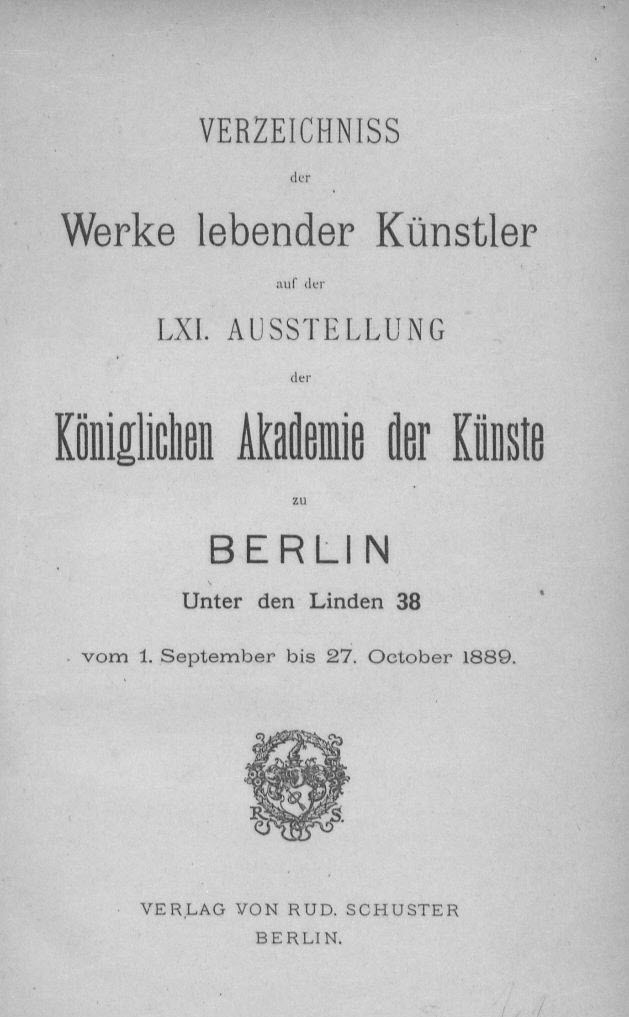 VERZEICHNISS
der
Werke lebender Künstler
auf der
LXI. AUSSTELLUNG
der
Königlichen Akademie der Künste
zu
BERLIN
Unter den Linden 38
vom 1. September bis 27. October 1889.
R. S.
VERLAG VON RUD. SCHUSTER
BERLIN.